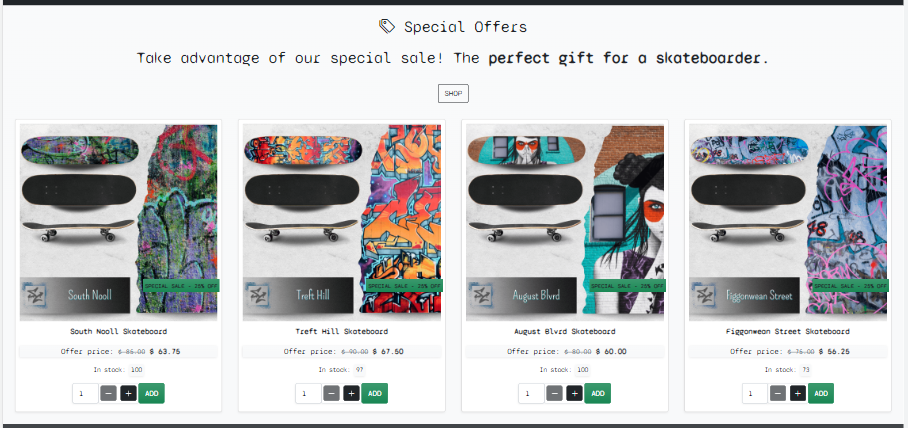 Special Offers
Take advantage of our special sale! The perfect gift for a skateboarder.
SHOP
South Nooll
SPECIAL SALE - 25% OFF
South Nooll Skateboard
Offer price: $ 85.00 $ 63.75
In stock: 100
1 − + ADD
Treft Hill
SPECIAL SALE - 25% OFF
Treft Hill Skateboard
Offer price: $ 90.00 $ 67.50
In stock: 97
1 − + ADD
August Blvrd
SPECIAL SALE - 25% OFF
August Blvrd Skateboard
Offer price: $ 80.00 $ 60.00
In stock: 100
1 − + ADD
Figgonwean Street
SPECIAL SALE - 25% OFF
Figgonwean Street Skateboard
Offer price: $ 75.00 $ 56.25
In stock: 73
1 − + ADD